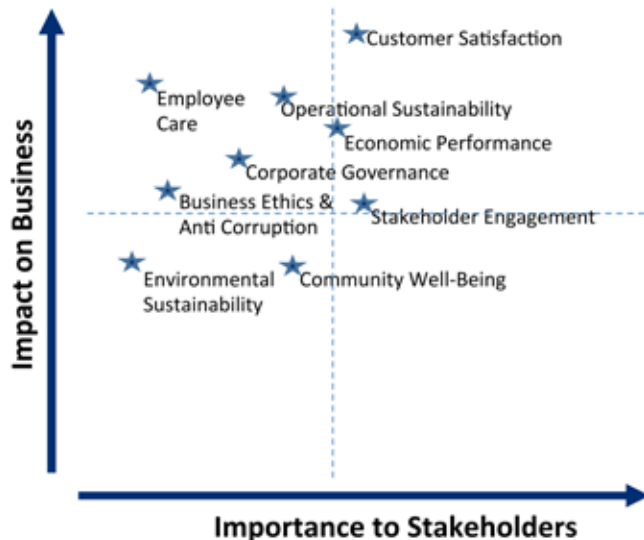 Customer Satisfaction
Employee
Care
Operational Sustainability
Economic Performance
Corporate Governance
Business Ethics &
Anti Corruption
Stakeholder Engagement
Environmental
Sustainability
Community Well-Being
Impact on Business
Importance to Stakeholders